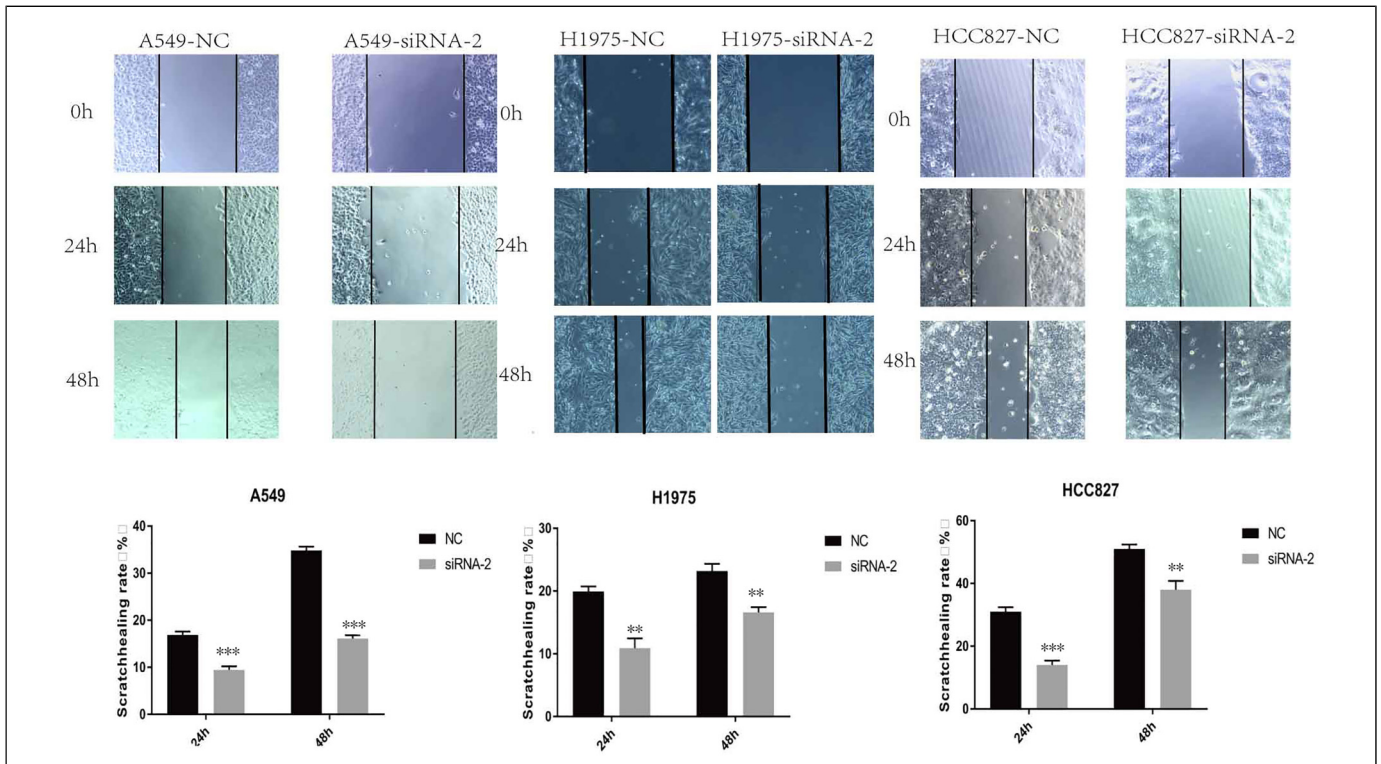 A549-NC A549-siRNA-2 H1975-NC H1975-siRNA-2 HCC827-NC HCC827-siRNA-2
0h 0h 0h
24h 24h 24h
48h 48h 48h
A549
Scratchhealing rate□%□
40
30
20
10
0
***
***
24h 48h
NC
siRNA-2
H1975
Scratchhealing rate□%□
30
20
10
0
**
**
24h 48h
NC
siRNA-2
HCC827
Scratchhealing rate□%□
60
40
20
0
***
**
24h 48h
NC
siRNA-2